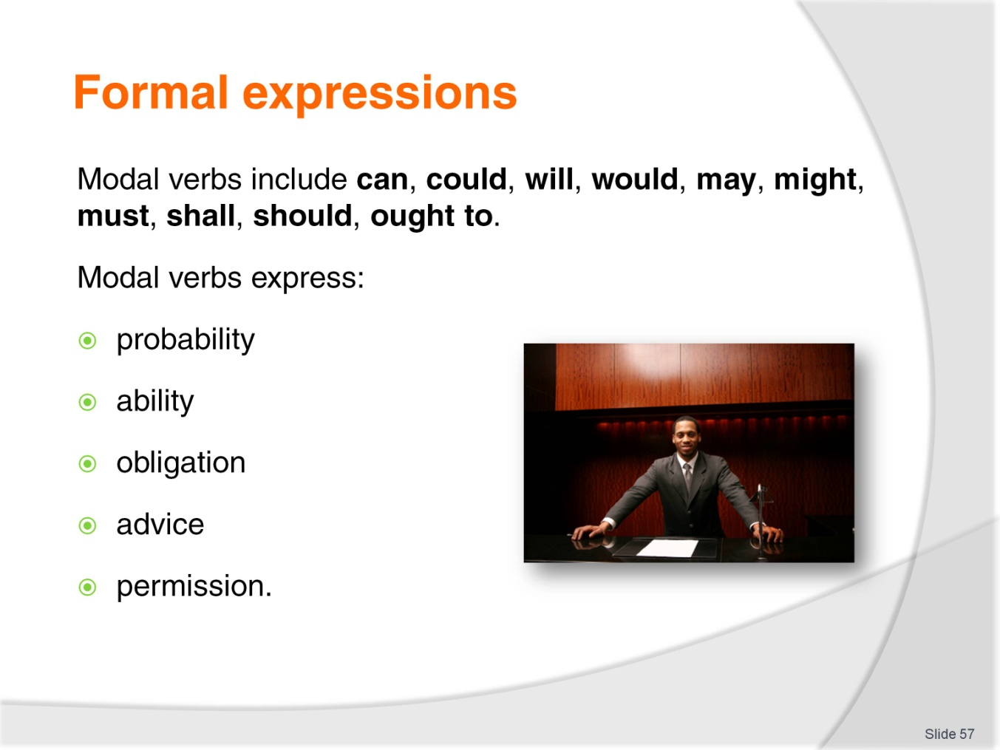 Formal expressions
Modal verbs include can, could, will, would, may, might,
must, shall, should, ought to.
Modal verbs express:
probability
ability
obligation
advice
permission.
Slide 57